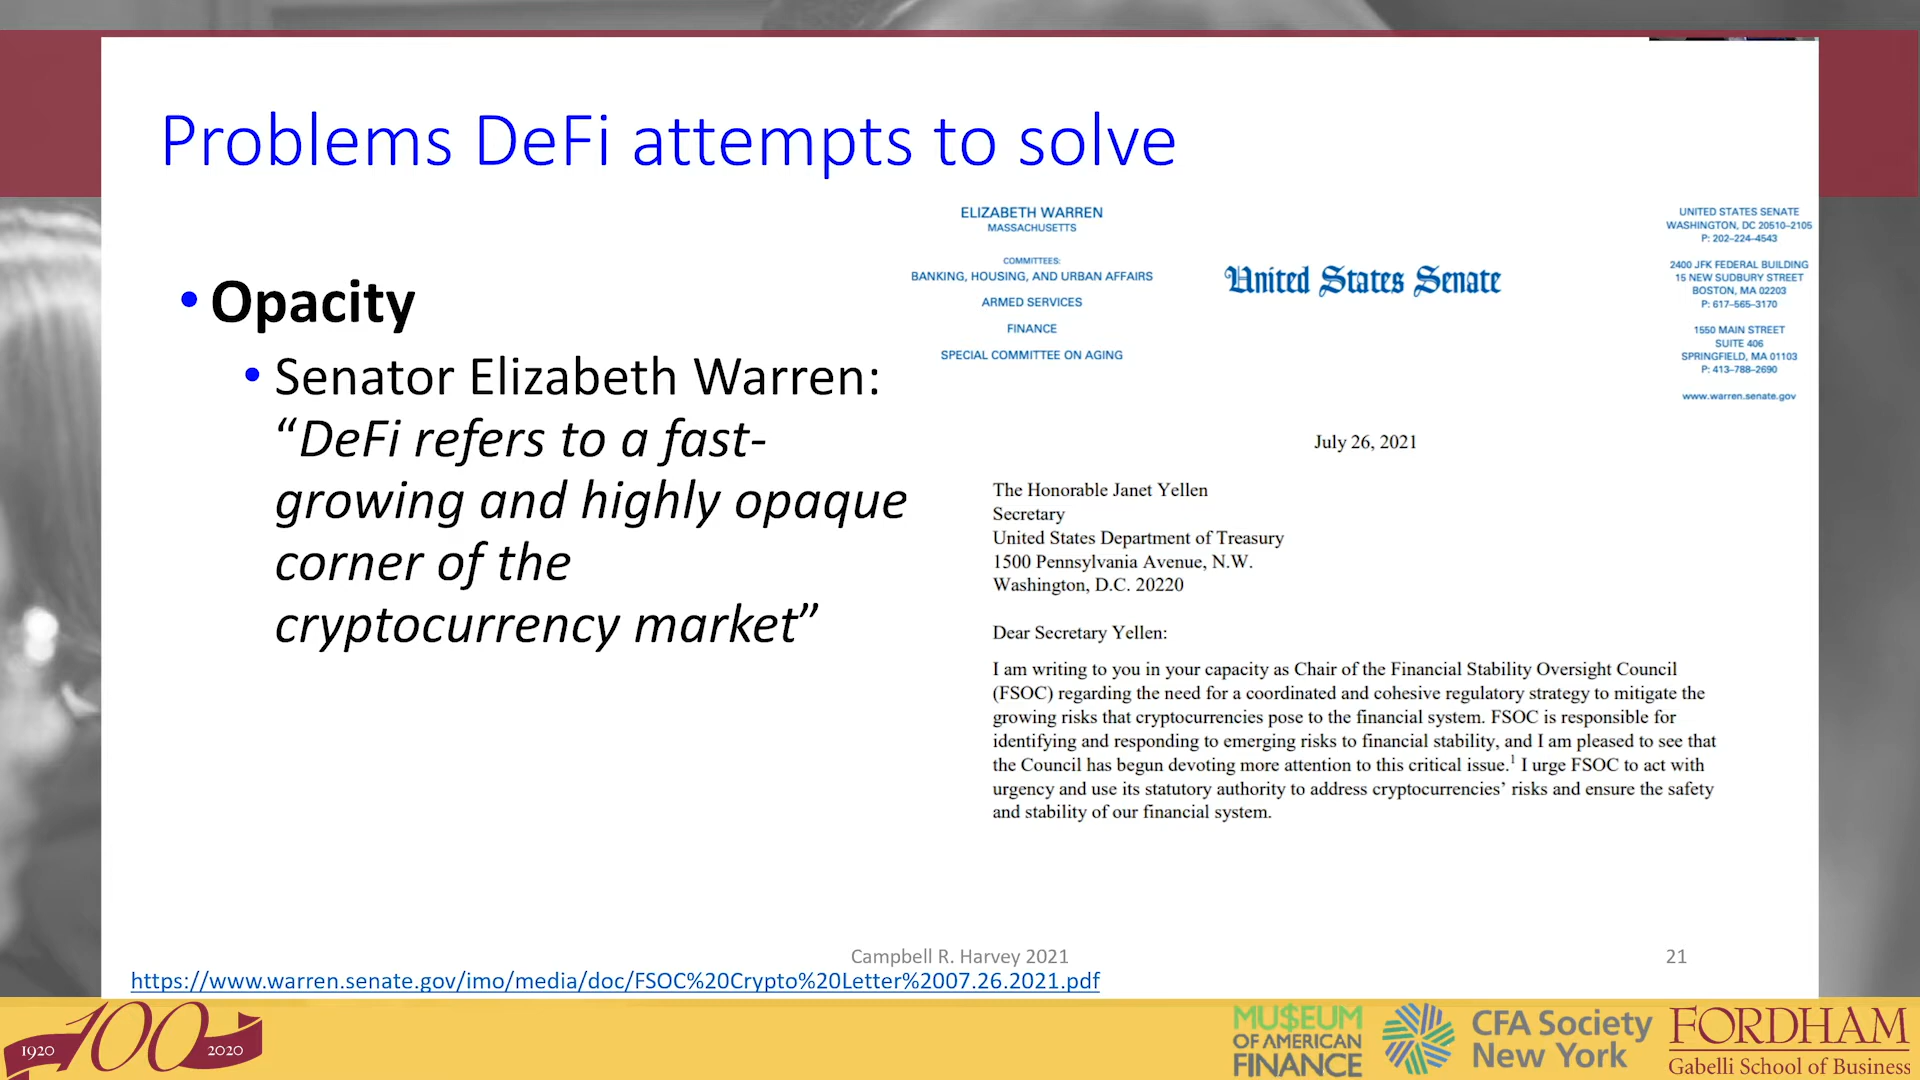 Problems DeFi attempts to solve
• Opacity
• Senator Elizabeth Warren:
“DeFi refers to a fast-
growing and highly opaque
corner of the
cryptocurrency market”
ELIZABETH WARREN
MASSACHUSETTS
COMMITTEES:
BANKING, HOUSING, AND URBAN AFFAIRS
ARMED SERVICES
FINANCE
SPECIAL COMMITTEE ON AGING
United States Senate
UNITED STATES SENATE
WASHINGTON, DC 20510–2105
P: 202–224–4543
2400 JFK FEDERAL BUILDING
15 NEW SUDBURY STREET
BOSTON, MA 02203
P: 617–565–3170
1550 MAIN STREET
SUITE 406
SPRINGFIELD, MA 01103
P: 413–788–2690
www.warren.senate.gov
July 26, 2021
The Honorable Janet Yellen
Secretary
United States Department of Treasury
1500 Pennsylvania Avenue, N.W.
Washington, D.C. 20220
Dear Secretary Yellen:
I am writing to you in your capacity as Chair of the Financial Stability Oversight Council
(FSOC) regarding the need for a coordinated and cohesive regulatory strategy to mitigate the
growing risks that cryptocurrencies pose to the financial system. FSOC is responsible for
identifying and responding to emerging risks to financial stability, and I am pleased to see that
the Council has begun devoting more attention to this critical issue.¹ I urge FSOC to act with
urgency and use its statutory authority to address cryptocurrencies’ risks and ensure the safety
and stability of our financial system.
Campbell R. Harvey 2021
21
https://www.warren.senate.gov/imo/media/doc/FSOC%20Crypto%20Letter%2007.26.2021.pdf
1920 100 2020
MU$EUM
OF AMERICAN
FINANCE
CFA Society
New York
FORDHAM
Gabelli School of Business